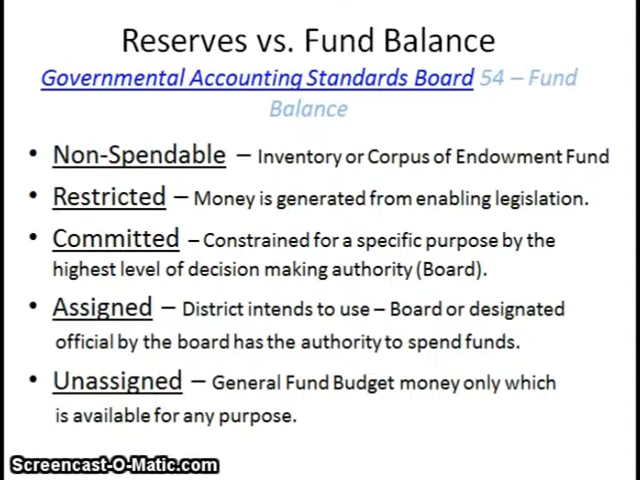 Reserves vs. Fund Balance
Governmental Accounting Standards Board 54 – Fund
Balance
• Non-Spendable – Inventory or Corpus of Endowment Fund
• Restricted – Money is generated from enabling legislation.
• Committed – Constrained for a specific purpose by the
highest level of decision making authority (Board).
• Assigned – District intends to use – Board or designated
official by the board has the authority to spend funds.
• Unassigned – General Fund Budget money only which
is available for any purpose.
Screencast-O-Matic.com